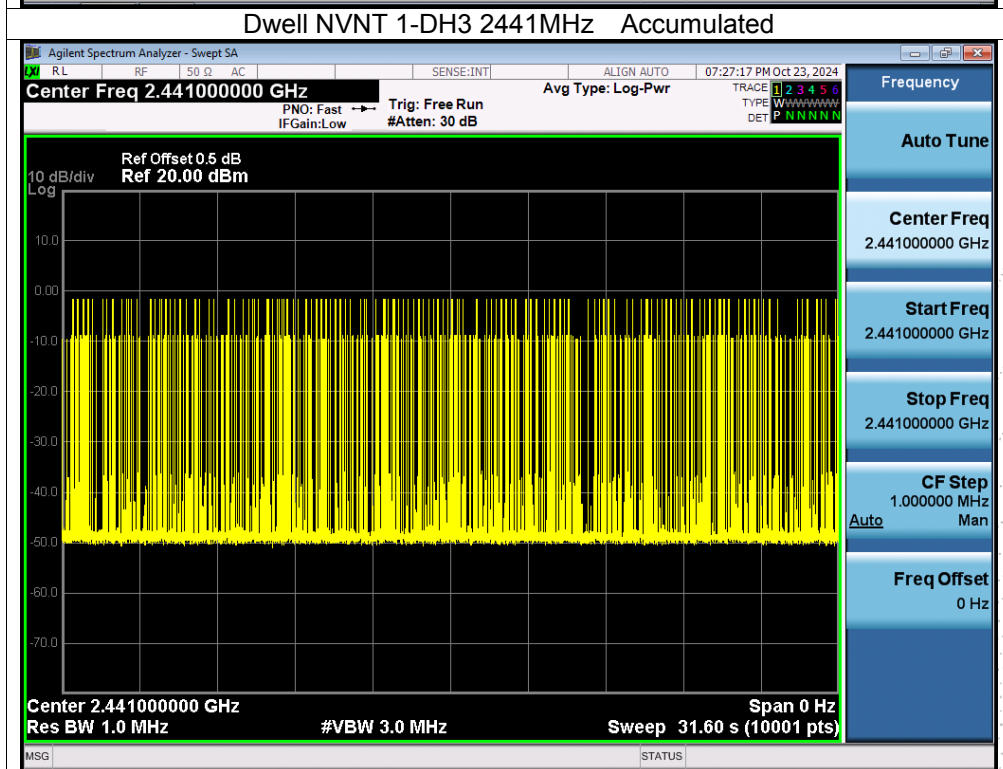 Dwell NVNT 1-DH3 2441MHz Accumulated
Agilent Spectrum Analyzer - Swept SA
LXI RL RF 50 Ω AC SENSE:INT ALIGN AUTO 07:27:17 PM Oct 23, 2024
Center Freq 2.441000000 GHz
PNO: Fast
IFGain:Low
Trig: Free Run
#Atten: 30 dB
Avg Type: Log-Pwr
TRACE 1 2 3 4 5 6
TYPE WWWWWWW
DET P N N N N N
Ref Offset 0.5 dB
10 dB/div Ref 20.00 dBm
Log
10.0
0.00
-10.0
-20.0
-30.0
-40.0
-50.0
-60.0
-70.0
Center 2.441000000 GHz Span 0 Hz
Res BW 1.0 MHz #VBW 3.0 MHz Sweep 31.60 s (10001 pts)
MSG STATUS
Frequency
Auto Tune
Center Freq
2.441000000 GHz
Start Freq
2.441000000 GHz
Stop Freq
2.441000000 GHz
CF Step
1.000000 MHz
Auto Man
Freq Offset
0 Hz